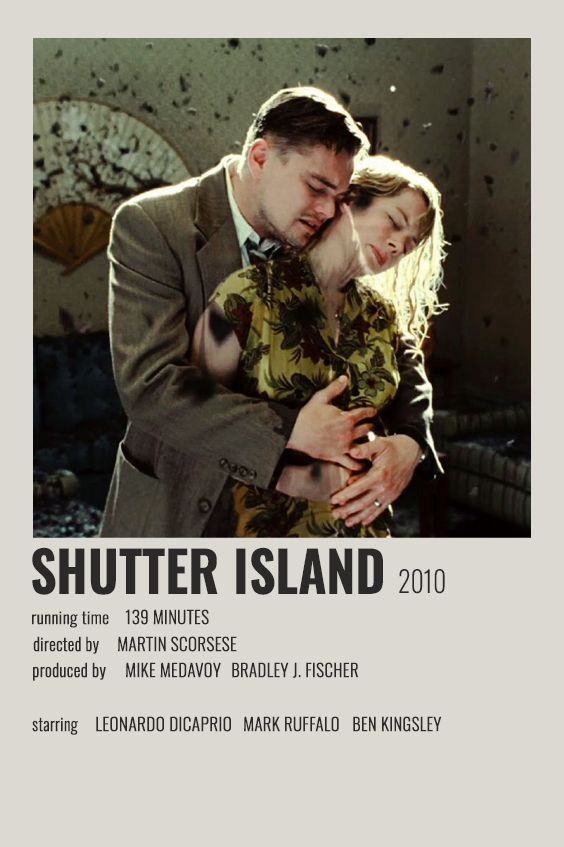 SHUTTER ISLAND 2010
running time 139 MINUTES
directed by MARTIN SCORSESE
produced by MIKE MEDAVOY BRADLEY J. FISCHER
starring LEONARDO DICAPRIO MARK RUFFALO BEN KINGSLEY